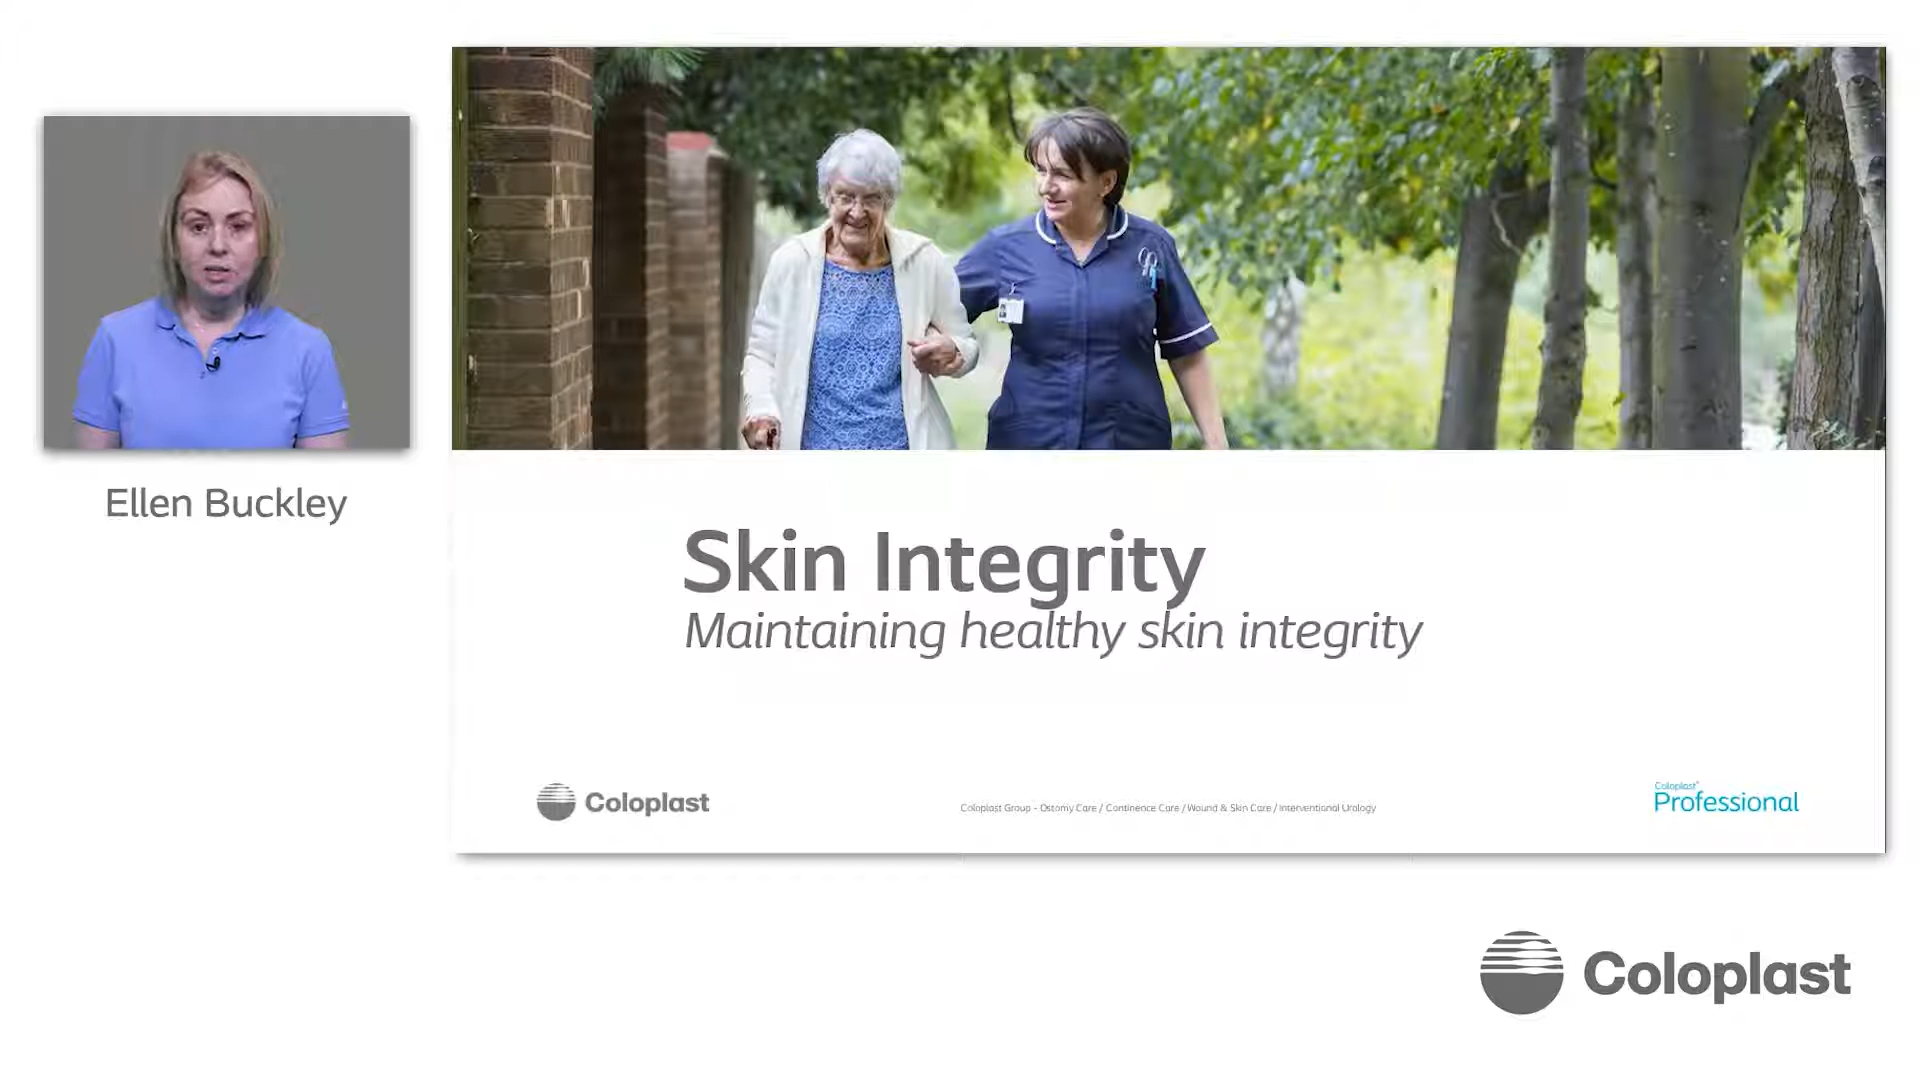 Ellen Buckley
Skin Integrity
Maintaining healthy skin integrity
Coloplast
Coloplast Group - Ostomy Care / Continence Care / Wound & Skin Care / Interventional Urology
Coloplast®
Professional
Coloplast